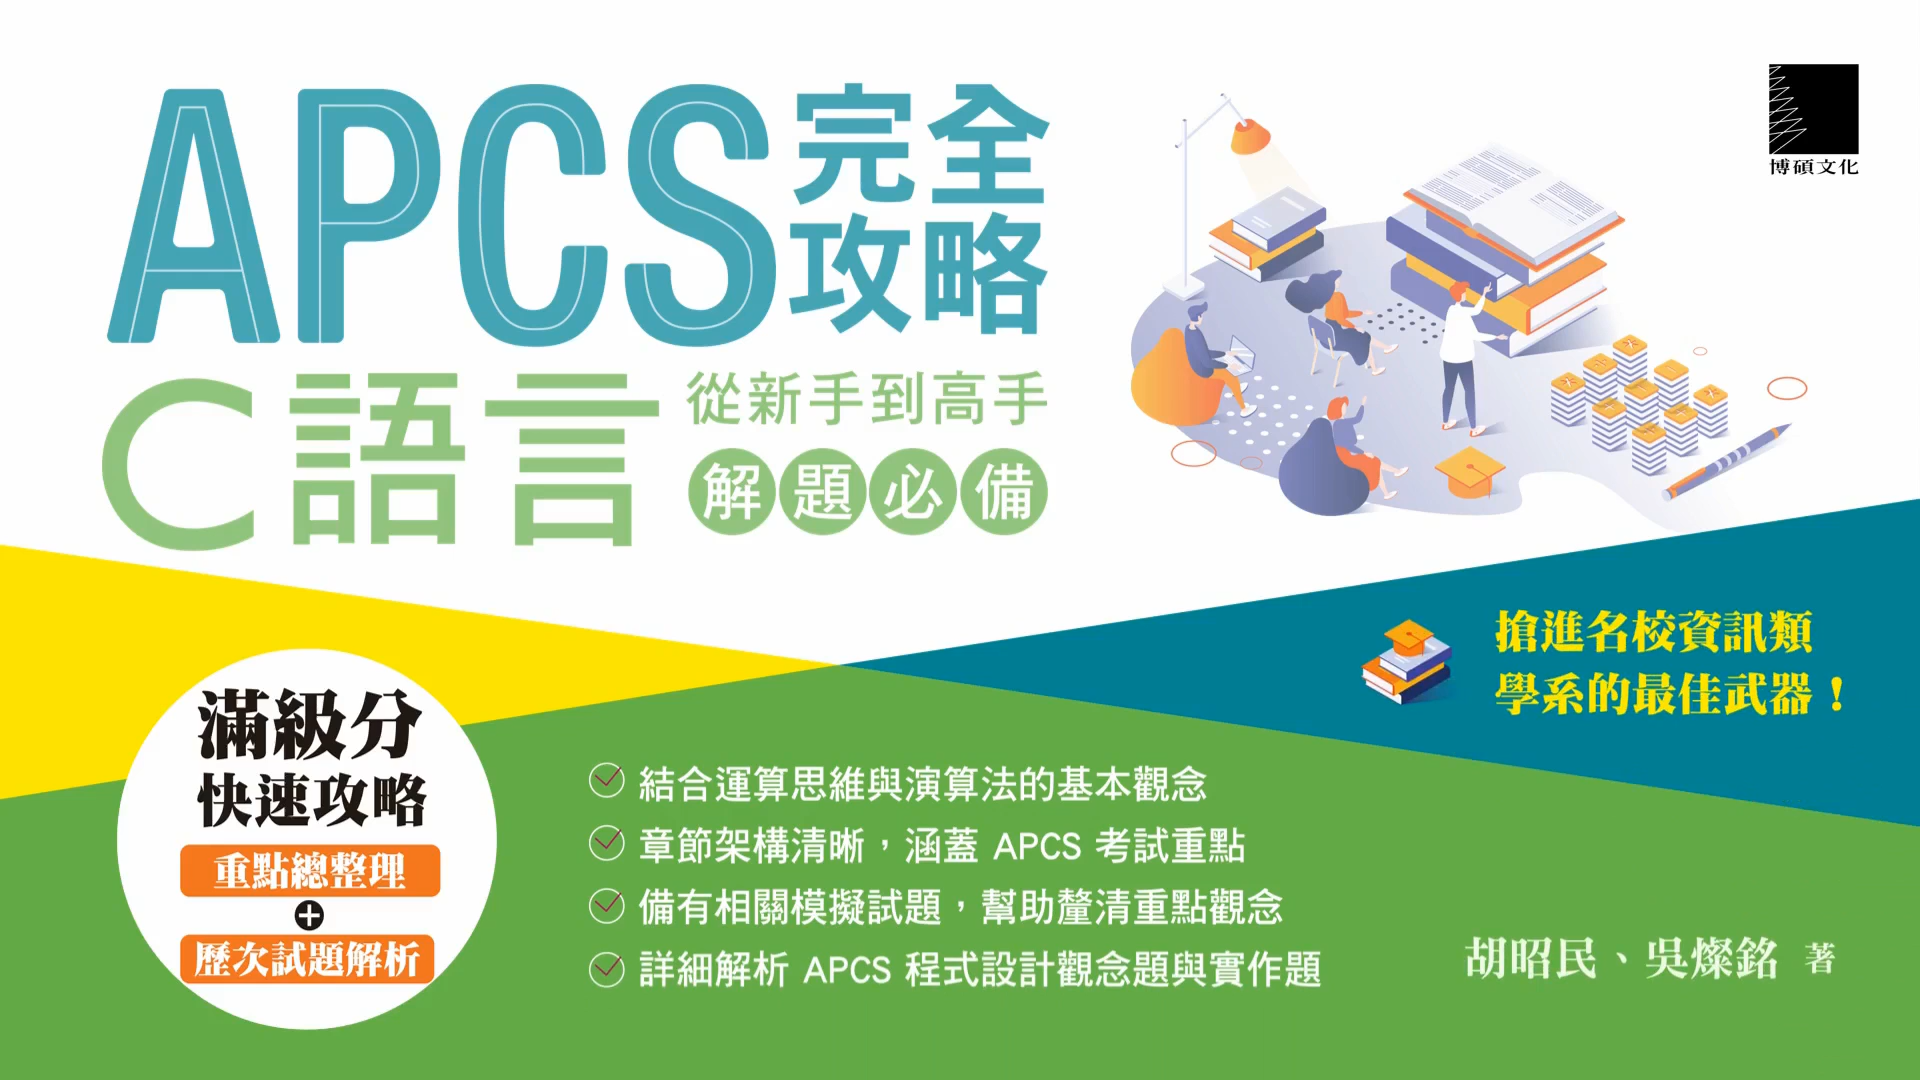 APCS完全攻略
C語言 從新手到高手
解題必備
博碩文化
搶進名校資訊類
學系的最佳武器！
滿級分
快速攻略
重點總整理
+
歷次試題解析
結合運算思維與演算法的基本觀念
章節架構清晰，涵蓋 APCS 考試重點
備有相關模擬試題，幫助釐清重點觀念
詳細解析 APCS 程式設計觀念題與實作題
胡昭民、吳燦銘 著